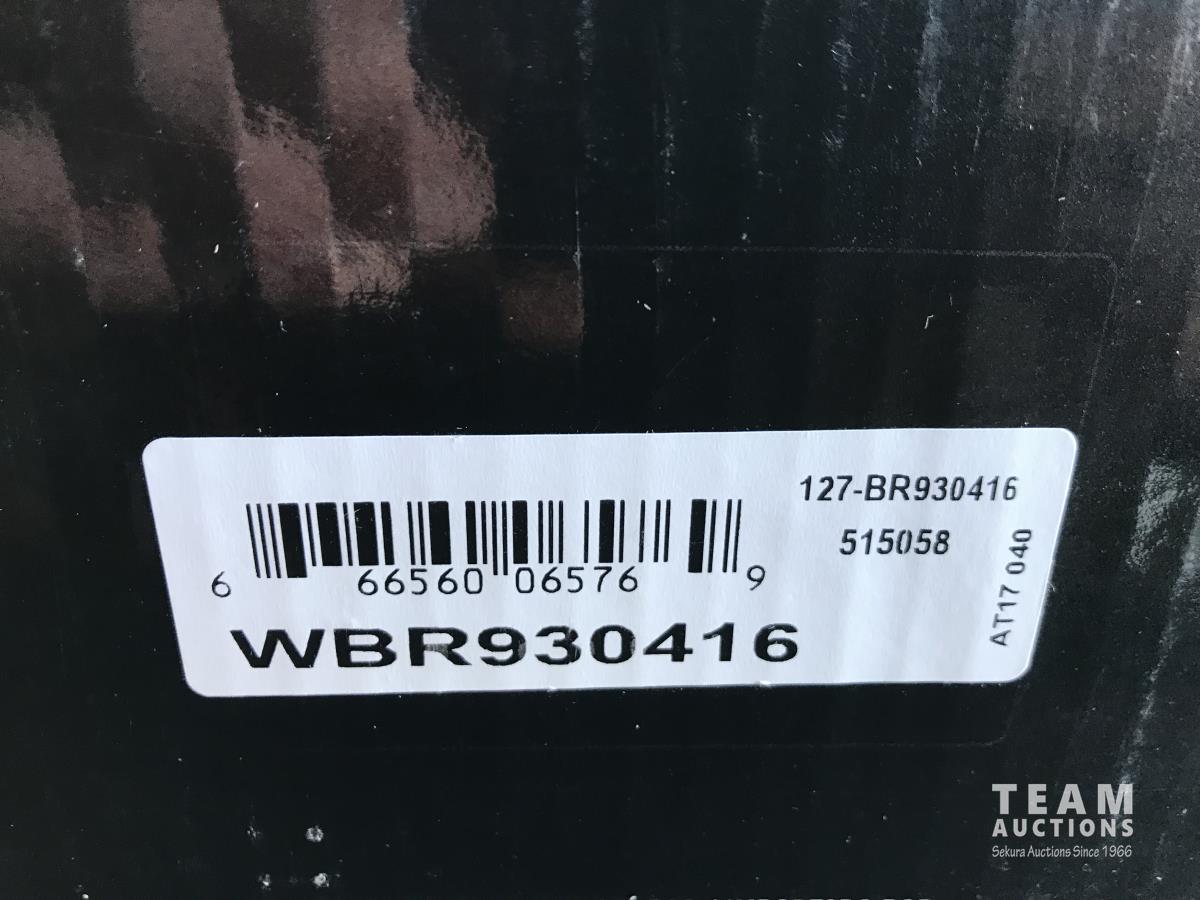 127-BR930416
515058
AT17 040
6 66560 06576 9
WBR930416
TEAM
AUCTIONS
Sekura Auctions Since 1966